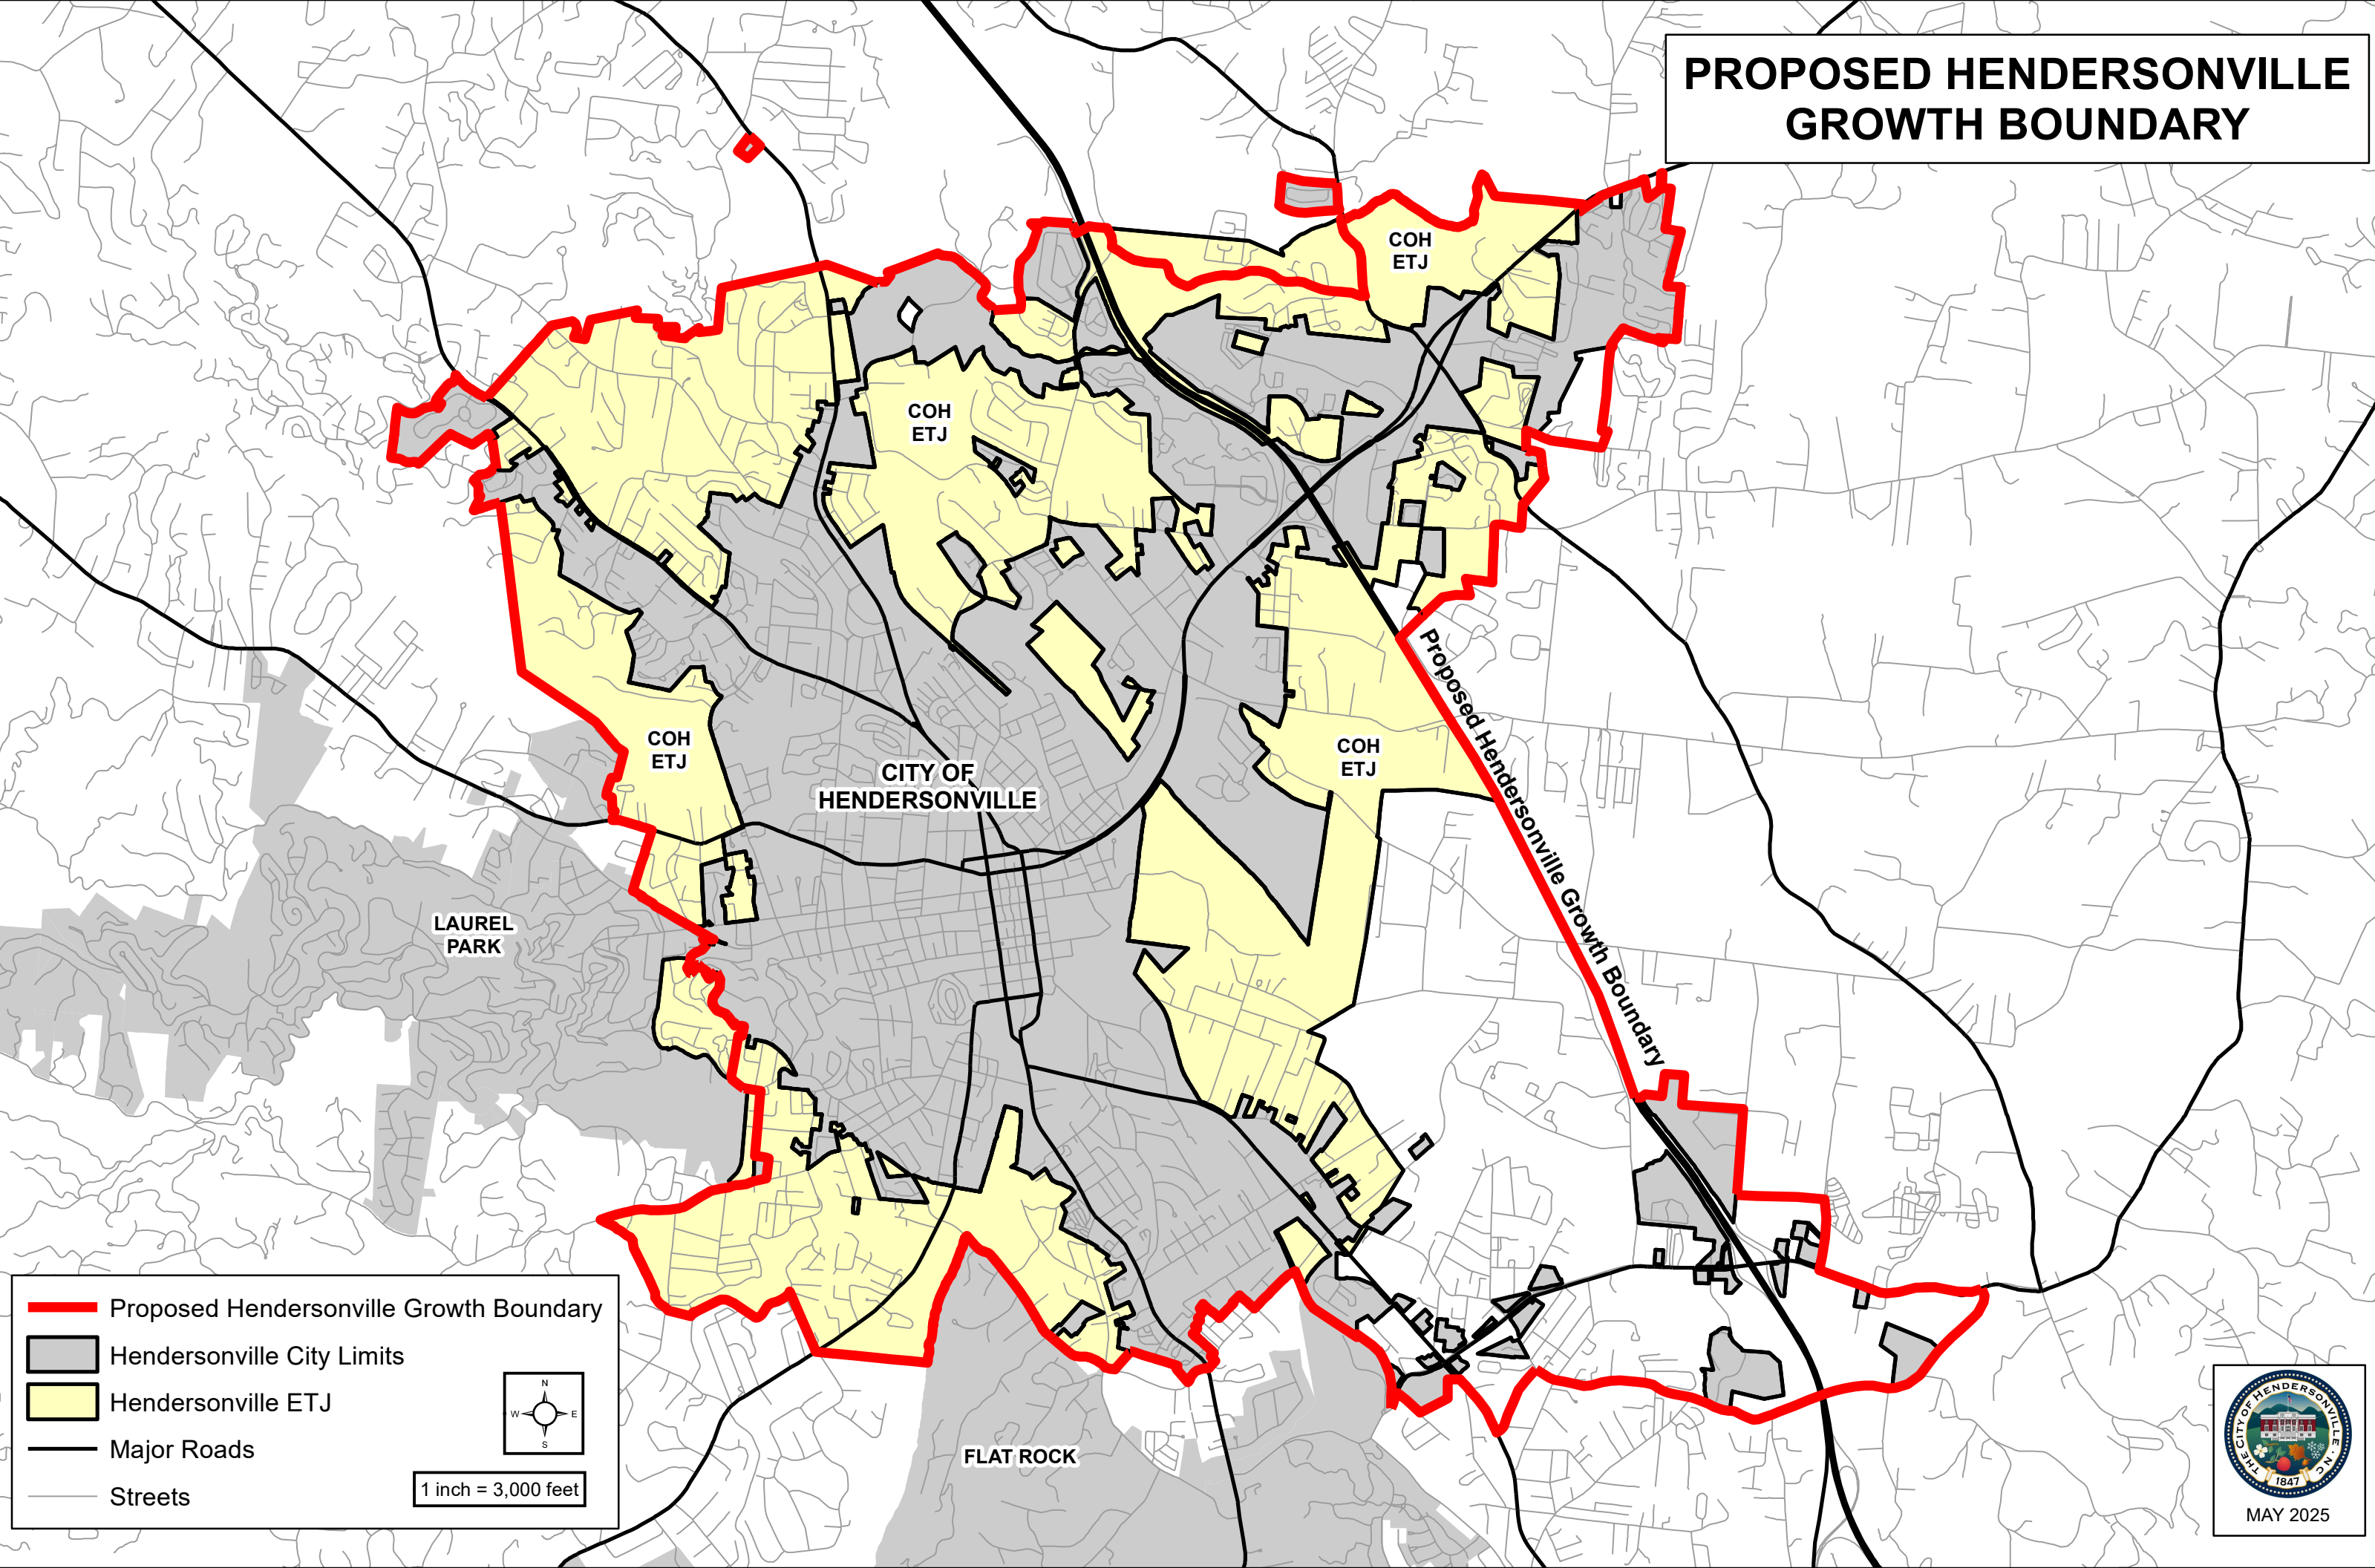 PROPOSED HENDERSONVILLE
GROWTH BOUNDARY
COH
ETJ
COH
ETJ
Proposed Hendersonville Growth Boundary
COH
ETJ
COH
ETJ
CITY OF
HENDERSONVILLE
LAUREL
PARK
FLAT ROCK
Proposed Hendersonville Growth Boundary
Hendersonville City Limits
Hendersonville ETJ
Major Roads
Streets
N
W
E
S
1 inch = 3,000 feet
THE CITY OF HENDERSONVILLE, NC
1847
MAY 2025